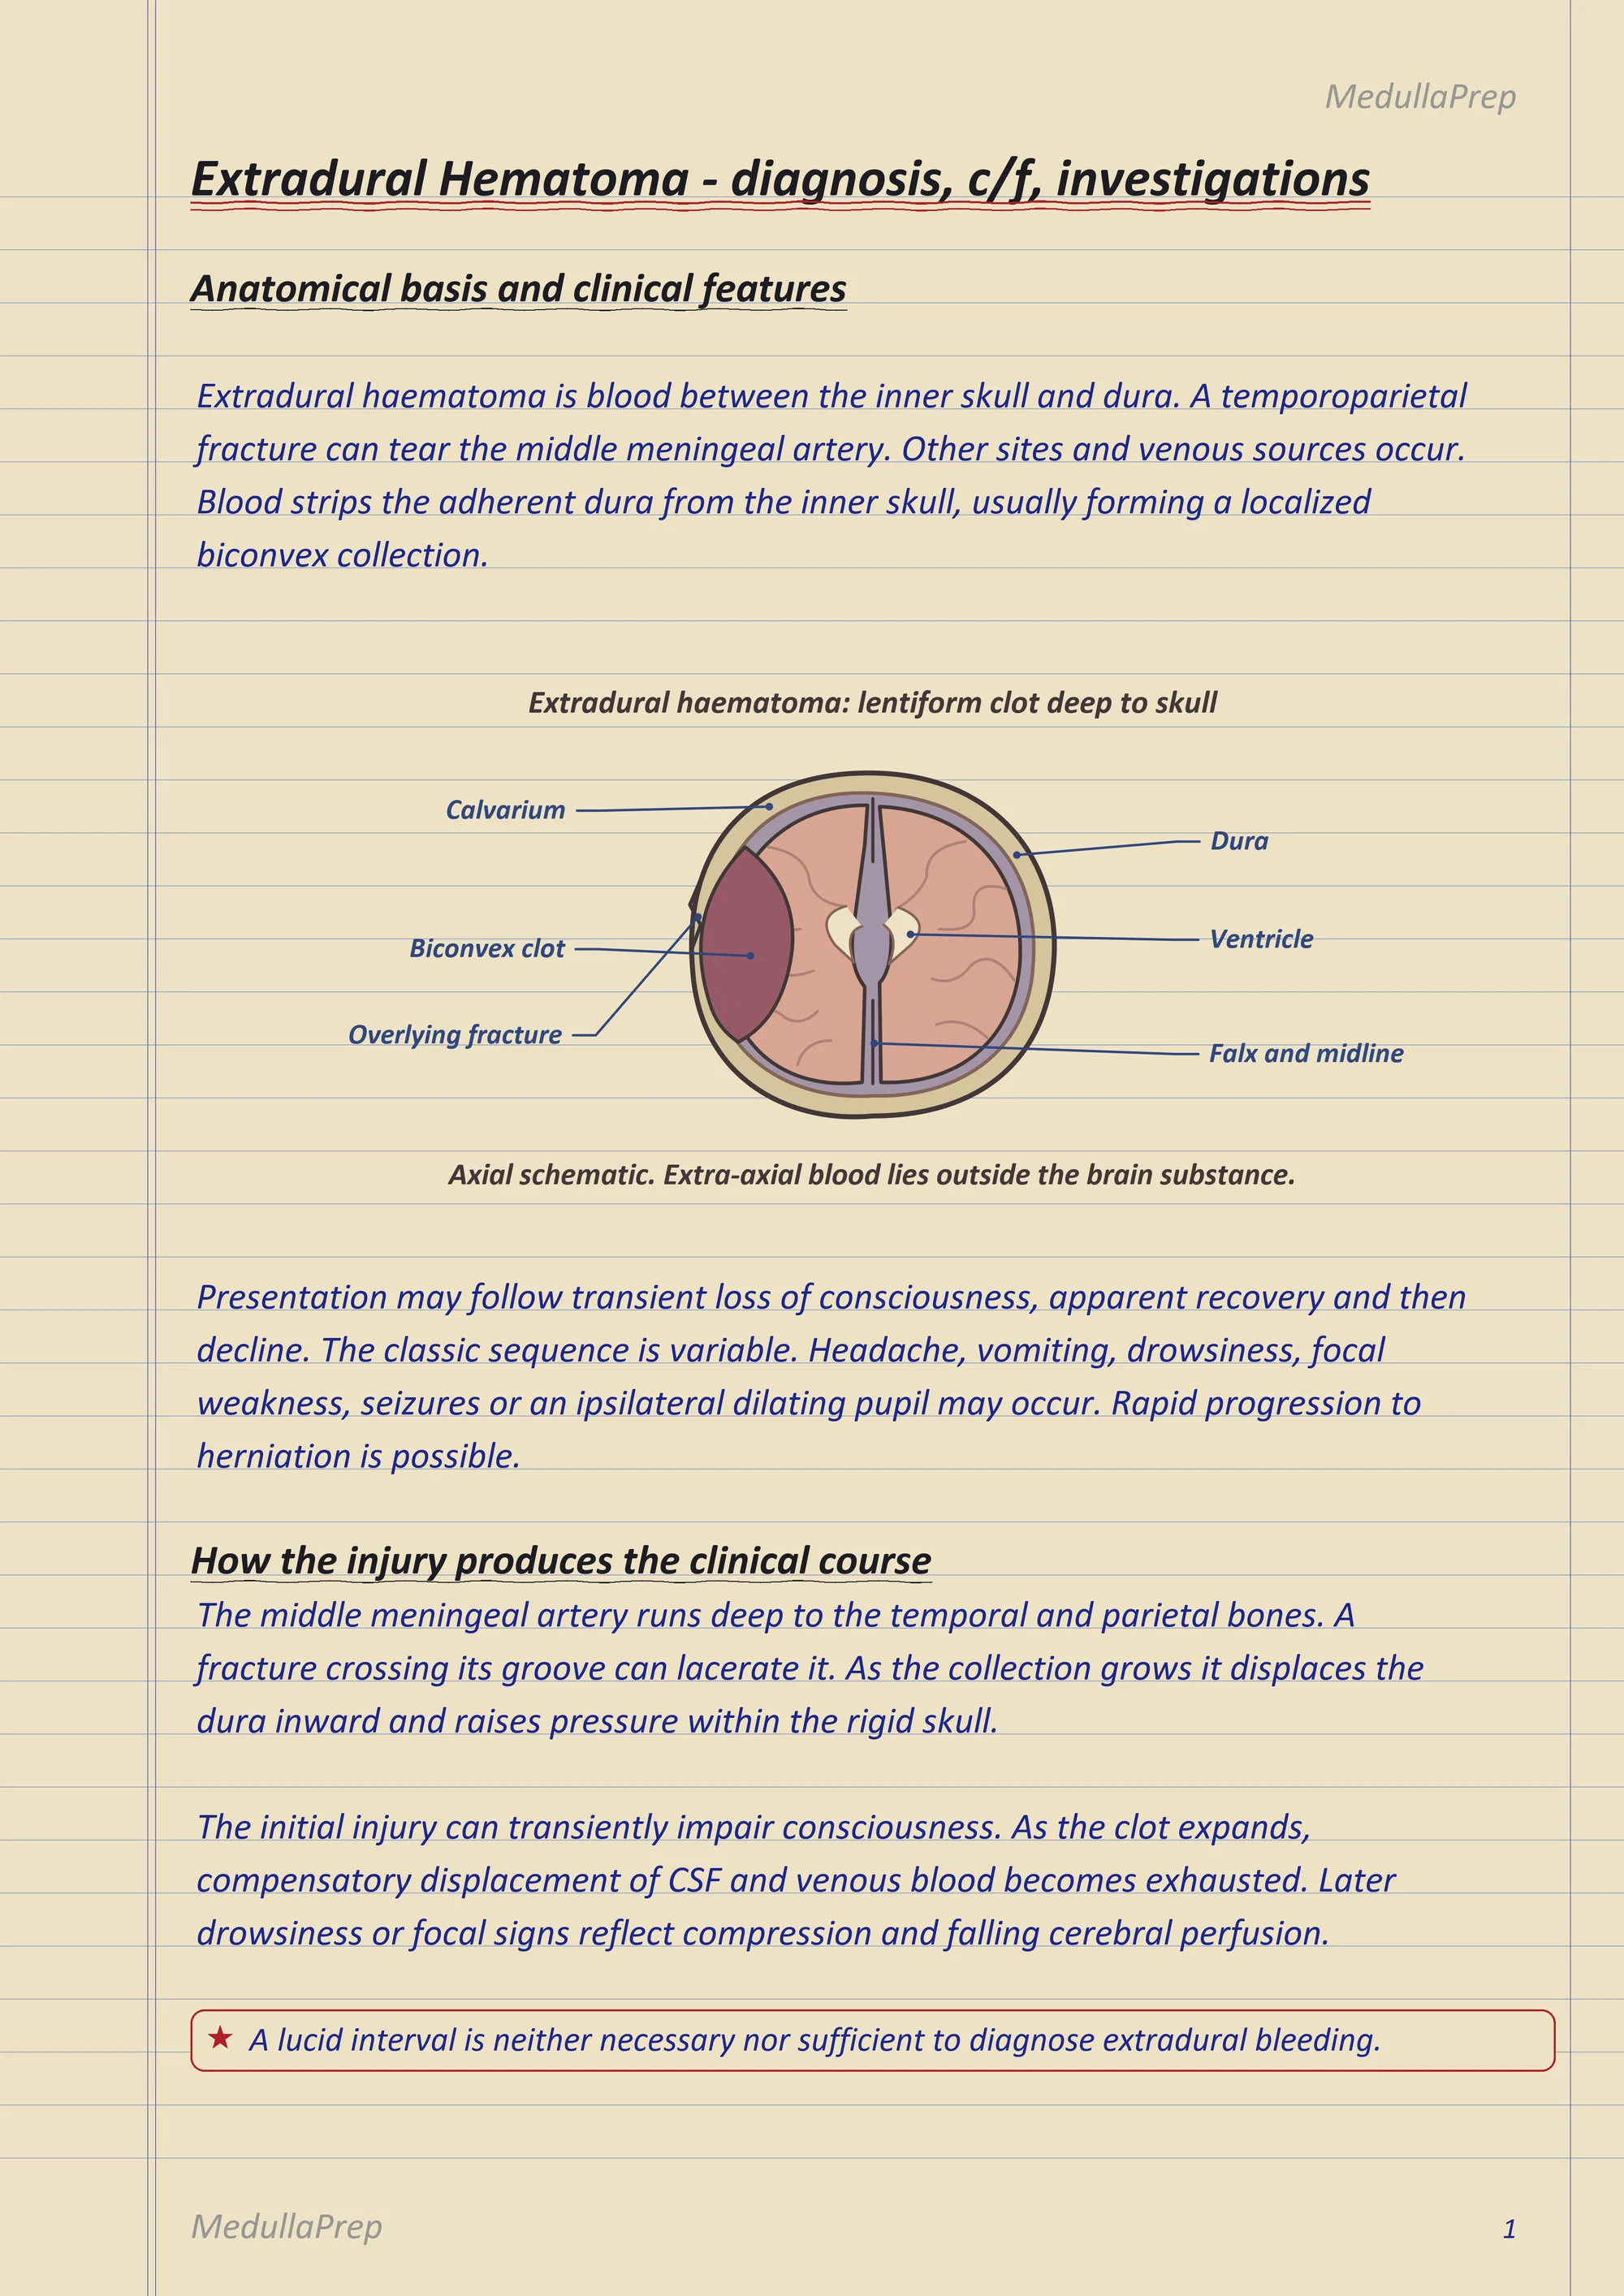 MedullaPrep
Extradural Hematoma - diagnosis, c/f, investigations
Anatomical basis and clinical features
Extradural haematoma is blood between the inner skull and dura. A temporoparietal
fracture can tear the middle meningeal artery. Other sites and venous sources occur.
Blood strips the adherent dura from the inner skull, usually forming a localized
biconvex collection.
Extradural haematoma: lentiform clot deep to skull
Calvarium
Dura
Biconvex clot
Ventricle
Overlying fracture
Falx and midline
Axial schematic. Extra-axial blood lies outside the brain substance.
Presentation may follow transient loss of consciousness, apparent recovery and then
decline. The classic sequence is variable. Headache, vomiting, drowsiness, focal
weakness, seizures or an ipsilateral dilating pupil may occur. Rapid progression to
herniation is possible.
How the injury produces the clinical course
The middle meningeal artery runs deep to the temporal and parietal bones. A
fracture crossing its groove can lacerate it. As the collection grows it displaces the
dura inward and raises pressure within the rigid skull.
The initial injury can transiently impair consciousness. As the clot expands,
compensatory displacement of CSF and venous blood becomes exhausted. Later
drowsiness or focal signs reflect compression and falling cerebral perfusion.
★ A lucid interval is neither necessary nor sufficient to diagnose extradural bleeding.
MedullaPrep
1